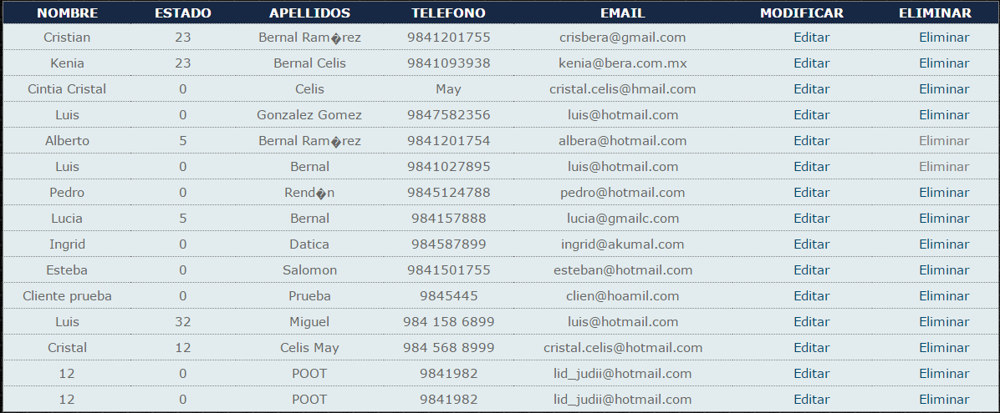 NOMBRE ESTADO APELLIDOS TELEFONO EMAIL MODIFICAR ELIMINAR
Cristian 23 Bernal Ram�rez 9841201755 crisbera@gmail.com Editar Eliminar
Kenia 23 Bernal Celis 9841093938 kenia@bera.com.mx Editar Eliminar
Cintia Cristal 0 Celis May cristal.celis@hmail.com Editar Eliminar
Luis 0 Gonzalez Gomez 9847582356 luis@hotmail.com Editar Eliminar
Alberto 5 Bernal Ram�rez 9841201754 albera@hotmail.com Editar Eliminar
Luis 0 Bernal 9841027895 luis@hotmail.com Editar Eliminar
Pedro 0 Rend�n 9845124788 pedro@hotmail.com Editar Eliminar
Lucia 5 Bernal 984157888 lucia@gmailc.com Editar Eliminar
Ingrid 0 Datica 984587899 ingrid@akumal.com Editar Eliminar
Esteba 0 Salomon 9841501755 esteban@hotmail.com Editar Eliminar
Cliente prueba 0 Prueba 9845445 clien@hoamil.com Editar Eliminar
Luis 32 Miguel 984 158 6899 luis@hotmail.com Editar Eliminar
Cristal 12 Celis May 984 568 8999 cristal.celis@hotmail.com Editar Eliminar
12 0 POOT 9841982 lid_judii@hotmail.com Editar Eliminar
12 0 POOT 9841982 lid_judii@hotmail.com Editar Eliminar